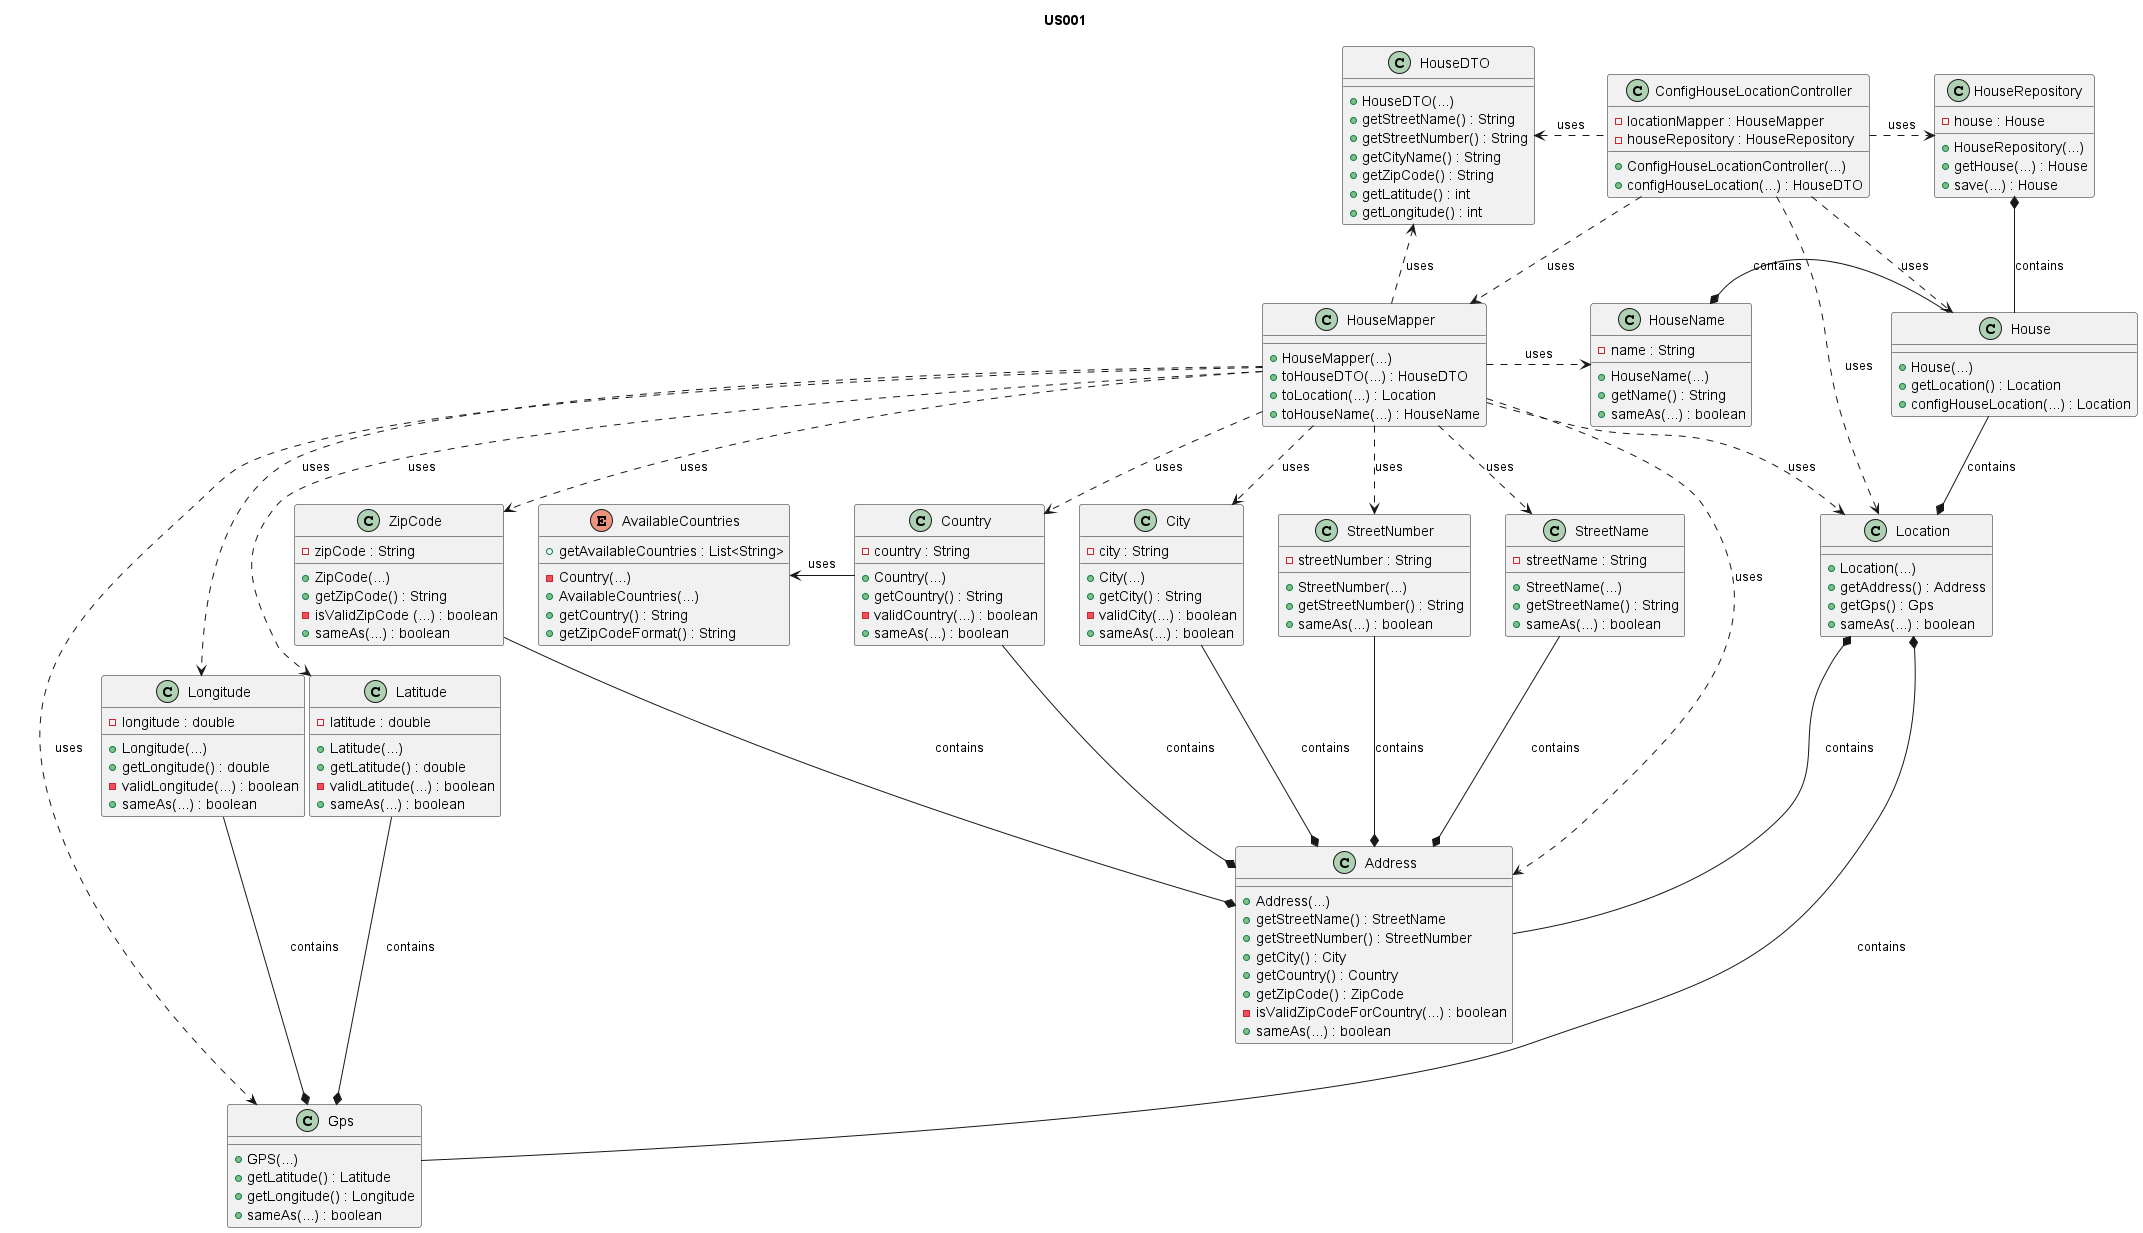 US001
C HouseDTO
HouseDTO(...)
getStreetName() : String
getStreetNumber() : String
getCityName() : String
getZipCode() : String
getLatitude() : int
getLongitude() : int
uses
C ConfigHouseLocationController
locationMapper : HouseMapper
houseRepository : HouseRepository
ConfigHouseLocationController(...)
configHouseLocation(...) : HouseDTO
uses
C HouseRepository
house : House
HouseRepository(...)
getHouse(...) : House
save(...) : House
uses
uses
contains
uses
contains
C HouseMapper
HouseMapper(...)
toHouseDTO(...) : HouseDTO
toLocation(...) : Location
toHouseName(...) : HouseName
uses
C HouseName
name : String
HouseName(...)
getName() : String
sameAs(...) : boolean
uses
C House
House(...)
getLocation() : Location
configHouseLocation(...) : Location
uses
uses
uses
uses
uses
uses
uses
uses
contains
C ZipCode
zipCode : String
ZipCode(...)
getZipCode() : String
isValidZipCode (...) : boolean
sameAs(...) : boolean
E AvailableCountries
getAvailableCountries : List<String>
Country(...)
AvailableCountries(...)
getCountry() : String
getZipCodeFormat() : String
uses
C Country
country : String
Country(...)
getCountry() : String
validCountry(...) : boolean
sameAs(...) : boolean
C City
city : String
City(...)
getCity() : String
validCity(...) : boolean
sameAs(...) : boolean
C StreetNumber
streetNumber : String
StreetNumber(...)
getStreetNumber() : String
sameAs(...) : boolean
C StreetName
streetName : String
StreetName(...)
getStreetName() : String
sameAs(...) : boolean
uses
C Location
Location(...)
getAddress() : Address
getGps() : Gps
sameAs(...) : boolean
uses
C Longitude
longitude : double
Longitude(...)
getLongitude() : double
validLongitude(...) : boolean
sameAs(...) : boolean
C Latitude
latitude : double
Latitude(...)
getLatitude() : double
validLatitude(...) : boolean
sameAs(...) : boolean
contains
contains
contains
contains
contains
contains
C Address
Address(...)
getStreetName() : StreetName
getStreetNumber() : StreetNumber
getCity() : City
getCountry() : Country
getZipCode() : ZipCode
isValidZipCodeForCountry(...) : boolean
sameAs(...) : boolean
contains
contains
contains
C Gps
GPS(...)
getLatitude() : Latitude
getLongitude() : Longitude
sameAs(...) : boolean